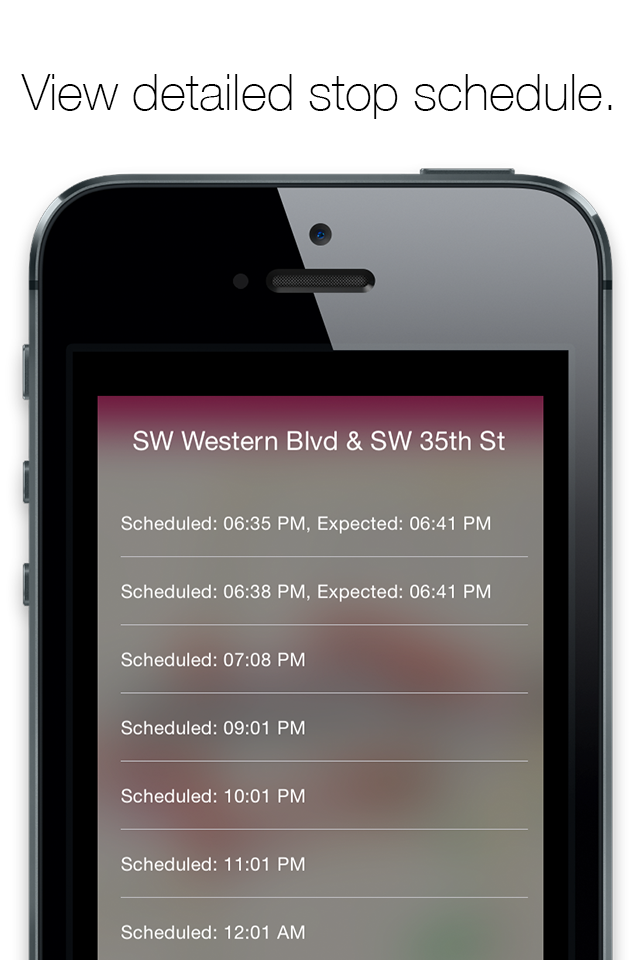 View detailed stop schedule.
SW Western Blvd & SW 35th St
Scheduled: 06:35 PM, Expected: 06:41 PM
Scheduled: 06:38 PM, Expected: 06:41 PM
Scheduled: 07:08 PM
Scheduled: 09:01 PM
Scheduled: 10:01 PM
Scheduled: 11:01 PM
Scheduled: 12:01 AM